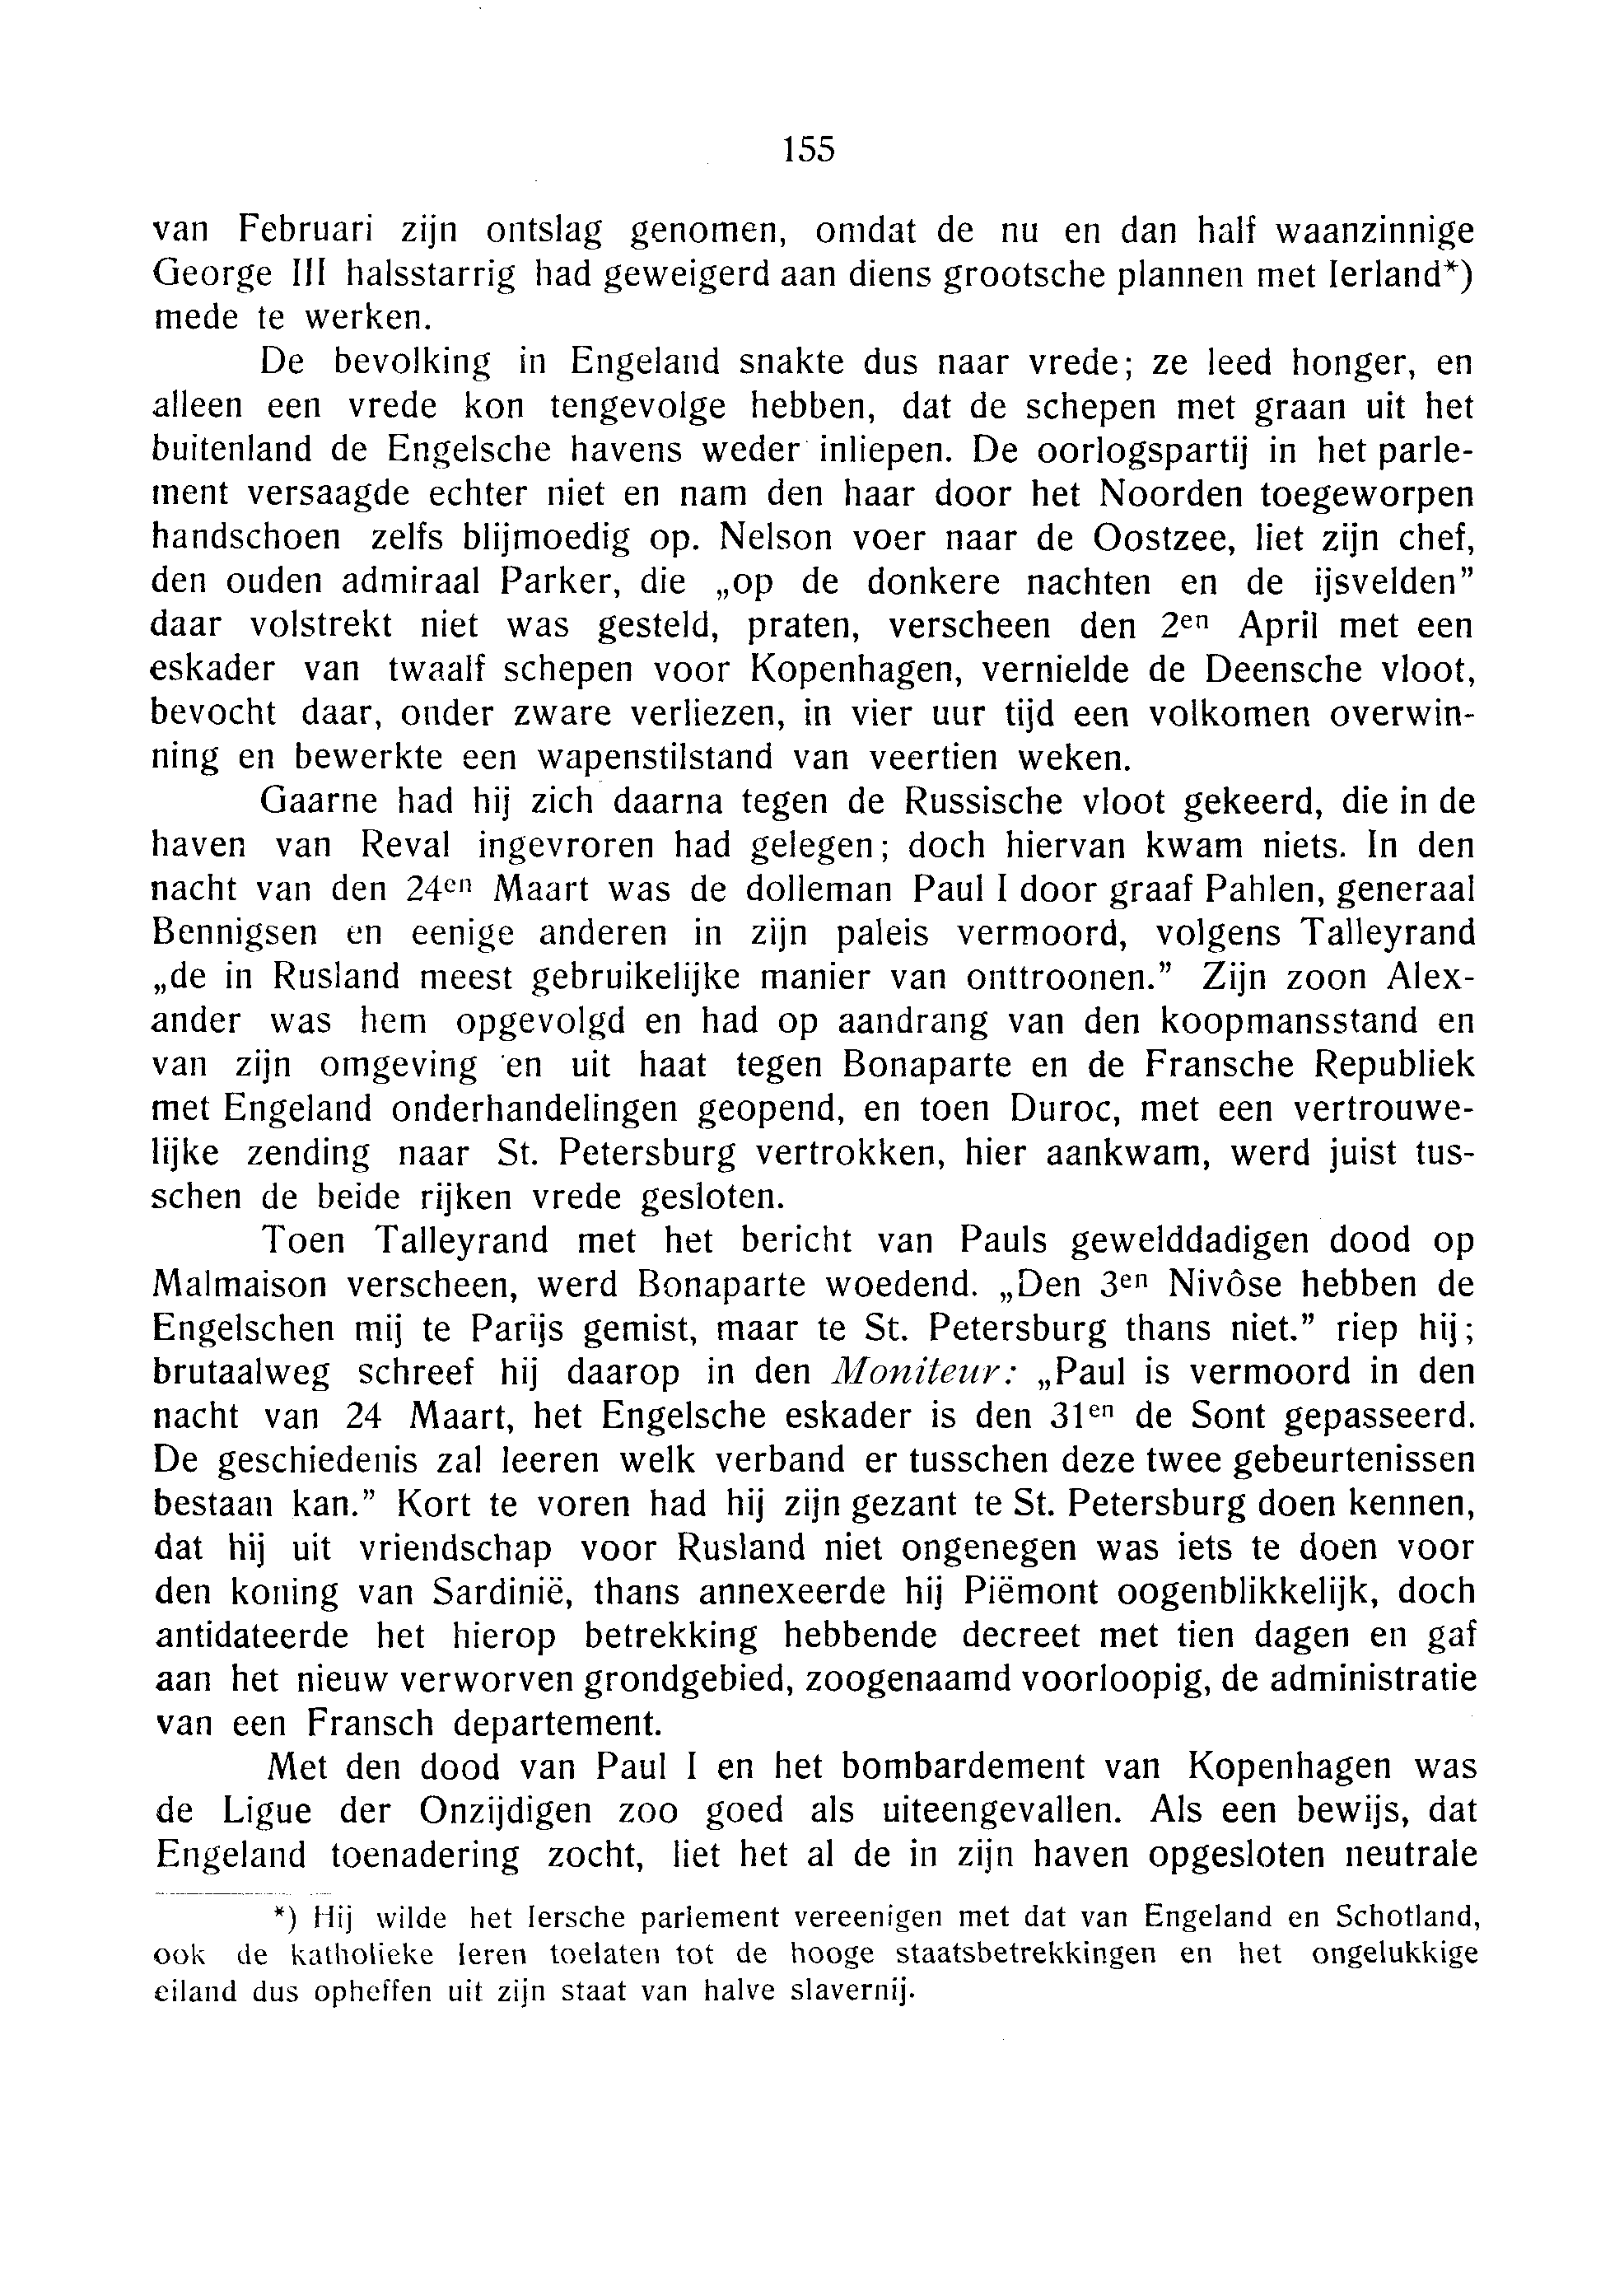 155
van Februari zijn ontslag genomen, omdat de nu en dan half waanzinnige
George III halsstarrig had geweigerd aan diens grootsche plannen met Ierland*)
mede te werken.
De bevolking in Engeland snakte dus naar vrede; ze leed honger, en
alleen een vrede kon tengevolge hebben, dat de schepen met graan uit het
buitenland de Engelsche havens weder inliepen. De oorlogspartij in het parle-
ment versaagde echter niet en nam den haar door het Noorden toegeworpen
handschoen zelfs blijmoedig op. Nelson voer naar de Oostzee, liet zijn chef,
den ouden admiraal Parker, die „op de donkere nachten en de ijsvelden”
daar volstrekt niet was gesteld, praten, verscheen den 2en April met een
eskader van twaalf schepen voor Kopenhagen, vernielde de Deensche vloot,
bevocht daar, onder zware verliezen, in vier uur tijd een volkomen overwin-
ning en bewerkte een wapenstilstand van veertien weken.
Gaarne had hij zich daarna tegen de Russische vloot gekeerd, die in de
haven van Reval ingevroren had gelegen; doch hiervan kwam niets. In den
nacht van den 24en Maart was de dolleman Paul I door graaf Pahlen, generaal
Bennigsen en eenige anderen in zijn paleis vermoord, volgens Talleyrand
„de in Rusland meest gebruikelijke manier van onttroonen.” Zijn zoon Alex-
ander was hem opgevolgd en had op aandrang van den koopmansstand en
van zijn omgeving en uit haat tegen Bonaparte en de Fransche Republiek
met Engeland onderhandelingen geopend, en toen Duroc, met een vertrouwe-
lijke zending naar St. Petersburg vertrokken, hier aankwam, werd juist tus-
schen de beide rijken vrede gesloten.
Toen Talleyrand met het bericht van Pauls gewelddadigen dood op
Malmaison verscheen, werd Bonaparte woedend. „Den 3en Nivôse hebben de
Engelschen mij te Parijs gemist, maar te St. Petersburg thans niet.” riep hij;
brutaalweg schreef hij daarop in den Moniteur: „Paul is vermoord in den
nacht van 24 Maart, het Engelsche eskader is den 31en de Sont gepasseerd.
De geschiedenis zal leeren welk verband er tusschen deze twee gebeurtenissen
bestaan kan.” Kort te voren had hij zijn gezant te St. Petersburg doen kennen,
dat hij uit vriendschap voor Rusland niet ongenegen was iets te doen voor
den koning van Sardinië, thans annexeerde hij Piëmont oogenblikkelijk, doch
antidateerde het hierop betrekking hebbende decreet met tien dagen en gaf
aan het nieuw verworven grondgebied, zoogenaamd voorloopig, de administratie
van een Fransch departement.
Met den dood van Paul I en het bombardement van Kopenhagen was
de Ligue der Onzijdigen zoo goed als uiteengevallen. Als een bewijs, dat
Engeland toenadering zocht, liet het al de in zijn haven opgesloten neutrale
*) Hij wilde het Iersche parlement vereenigen met dat van Engeland en Schotland,
ook de katholieke Ieren toelaten tot de hooge staatsbetrekkingen en het ongelukkige
eiland dus opheffen uit zijn staat van halve slavernij.